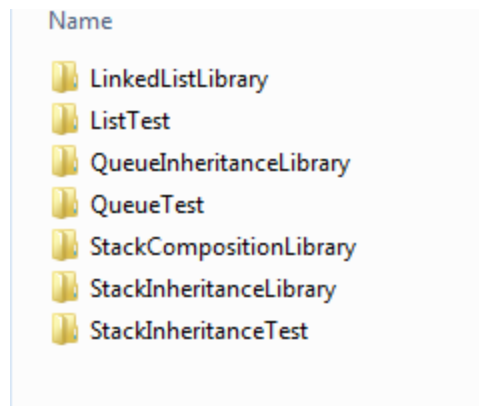 Name
LinkedListLibrary
ListTest
QueueInheritanceLibrary
QueueTest
StackCompositionLibrary
StackInheritanceLibrary
StackInheritanceTest